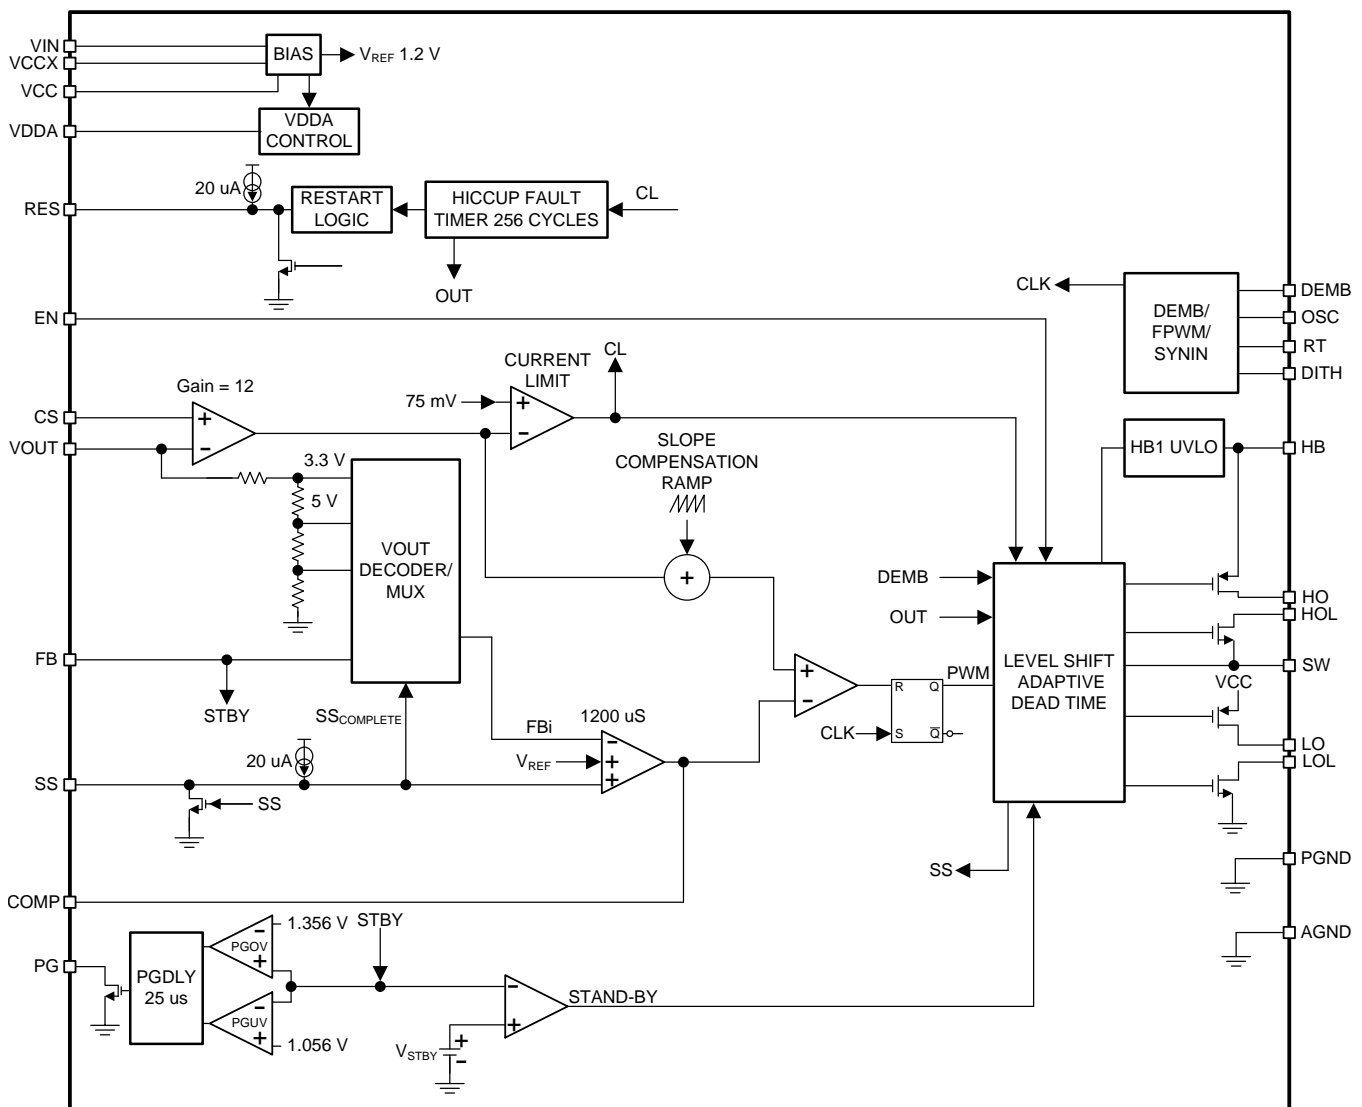 VIN
VCCX
VCC
VDDA
BIAS
V_REF 1.2 V
VDDA
CONTROL
20 uA
RES
RESTART
LOGIC
HICCUP FAULT
TIMER 256 CYCLES
CL
OUT
EN
CLK
DEMB/
FPWM/
SYNIN
DEMB
OSC
RT
DITH
Gain = 12
CS
VOUT
+
-
CURRENT
LIMIT
75 mV
+
-
CL
SLOPE
COMPENSATION
RAMP
+
HB1 UVLO
HB
3.3 V
5 V
VOUT
DECODER/
MUX
DEMB
OUT
LEVEL SHIFT
ADAPTIVE
DEAD TIME
HO
HOL
SW
VCC
LO
LOL
FB
STBY
SS_COMPLETE
FBi
1200 uS
V_REF
-
+
+
+
-
R
Q
S
Q̅
PWM
CLK
20 uA
SS
SS
SS
COMP
PGND
AGND
PG
PGDLY
25 us
-
PGOV
+
1.356 V
-
PGUV
+
1.056 V
STBY
-
+
STAND-BY
V_STBY
+
-